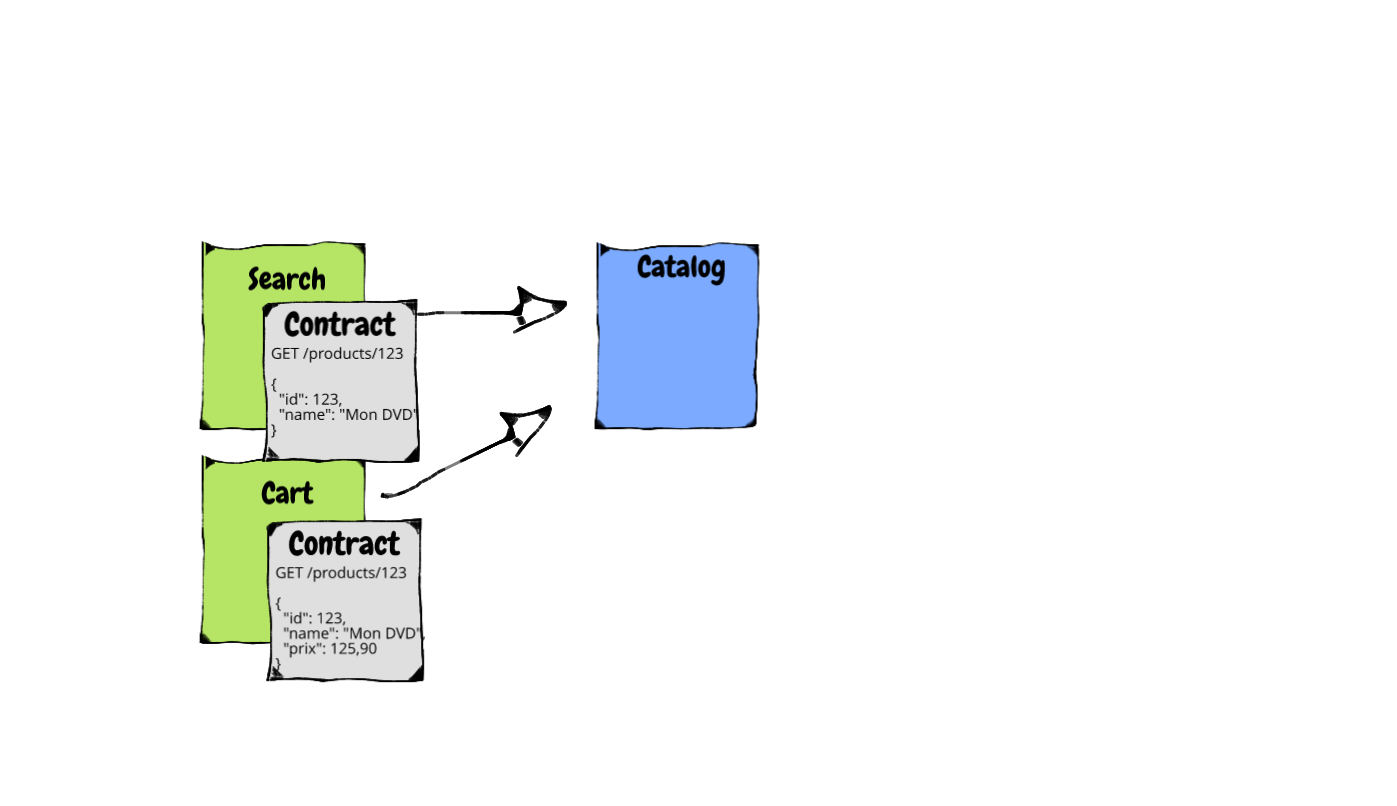 Search
Contract
GET /products/123
{
"id": 123,
"name": "Mon DVD"
}
Catalog
Cart
Contract
GET /products/123
{
"id": 123,
"name": "Mon DVD",
"prix": 125,90
}